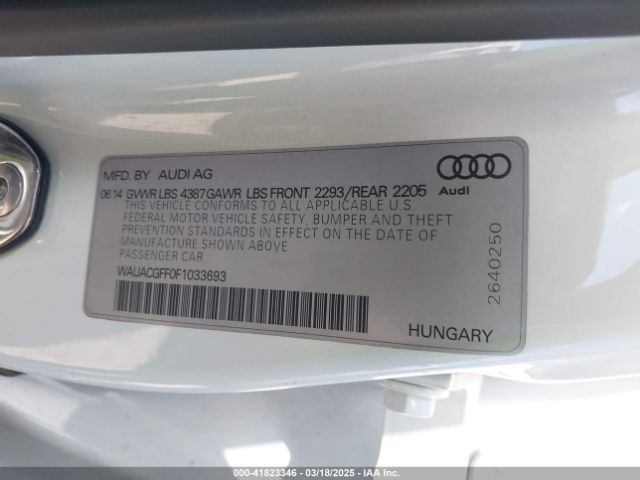 MFD. BY AUDI AG
06.14 GVWR LBS 4387 GAWR LBS FRONT 2293/REAR 2205
Audi
THIS VEHICLE CONFORMS TO ALL APPLICABLE U.S.
FEDERAL MOTOR VEHICLE SAFETY, BUMPER AND THEFT
PREVENTION STANDARDS IN EFFECT ON THE DATE OF
MANUFACTURE SHOWN ABOVE
PASSENGER CAR
WAUACGFF0F1033693
2640250
HUNGARY
000-41823346 - 03/18/2025 - IAA Inc.